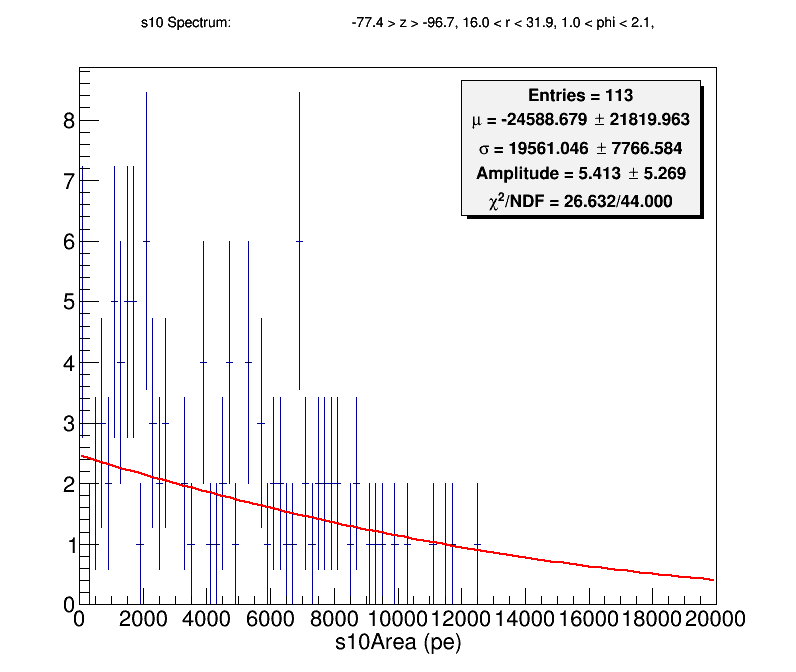 s10 Spectrum: -77.4 > z > -96.7, 16.0 < r < 31.9, 1.0 < phi < 2.1,
Entries = 113
μ = -24588.679 ± 21819.963
σ = 19561.046 ± 7766.584
Amplitude = 5.413 ± 5.269
χ²/NDF = 26.632/44.000
8
7
6
5
4
3
2
1
0
0 2000 4000 6000 8000 10000 12000 14000 16000 18000 20000
s10Area (pe)